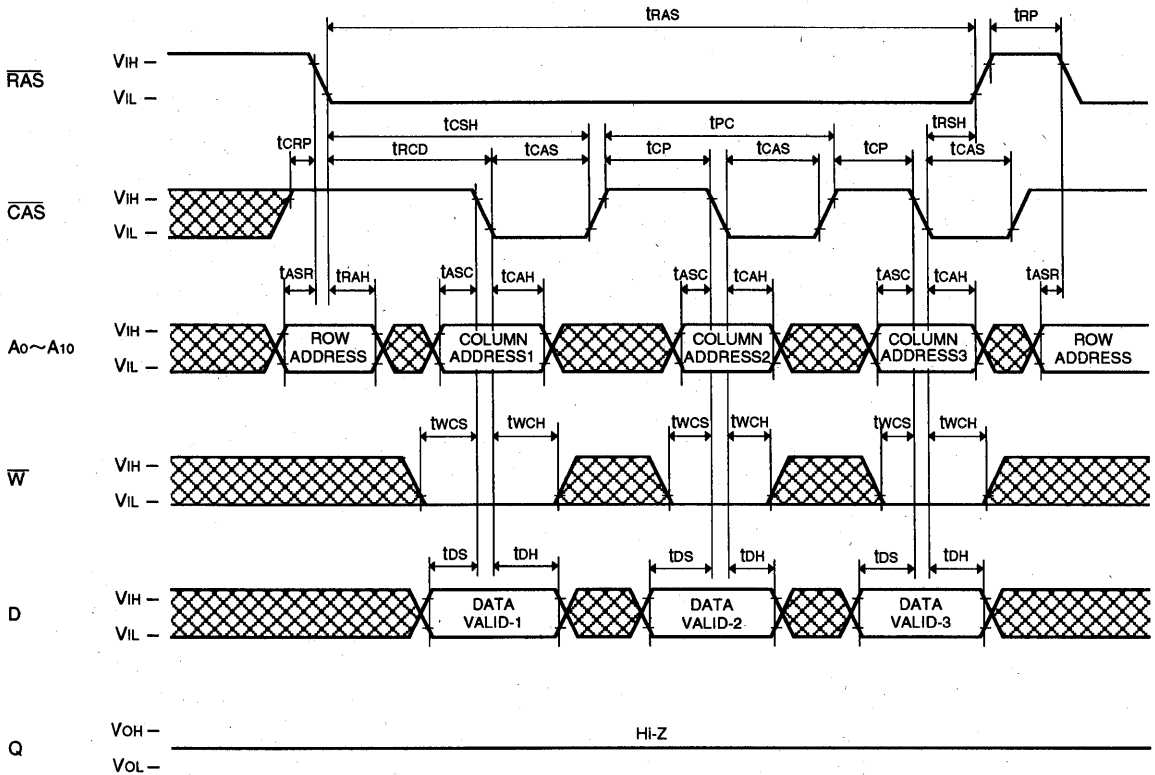 tRAS tRP
RAS VIH VIL
tCSH tPC tRSH
tCRP tRCD tCAS tCP tCAS tCP tCAS
CAS VIH VIL
tASR tRAH tASC tCAH tASC tCAH tASC tCAH tASR
A0~A10 VIH VIL
ROW ADDRESS
COLUMN ADDRESS1
COLUMN ADDRESS2
COLUMN ADDRESS3
ROW ADDRESS
tWCS tWCH tWCS tWCH tWCS tWCH
W VIH VIL
tDS tDH tDS tDH tDS tDH
D VIH VIL
DATA VALID-1
DATA VALID-2
DATA VALID-3
Q VOH VOL
Hi-Z